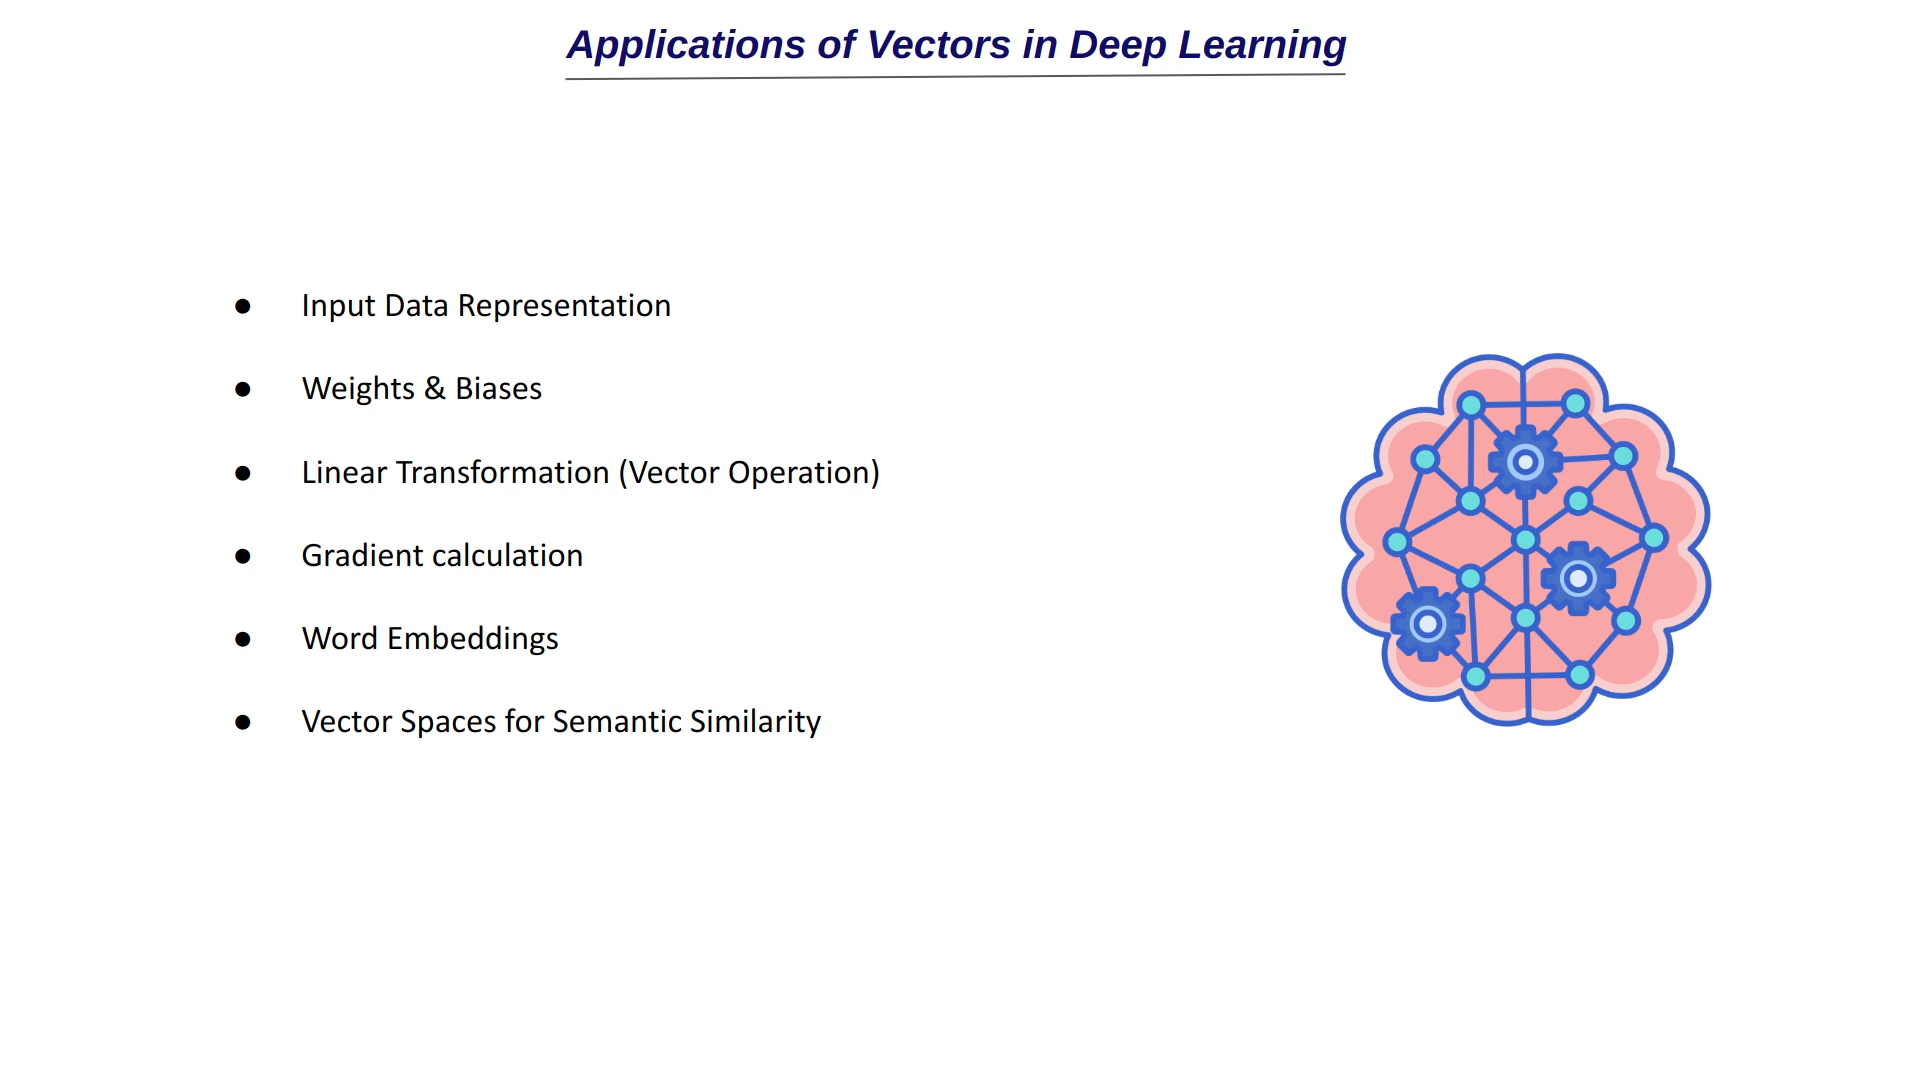 Applications of Vectors in Deep Learning
● Input Data Representation
● Weights & Biases
● Linear Transformation (Vector Operation)
● Gradient calculation
● Word Embeddings
● Vector Spaces for Semantic Similarity